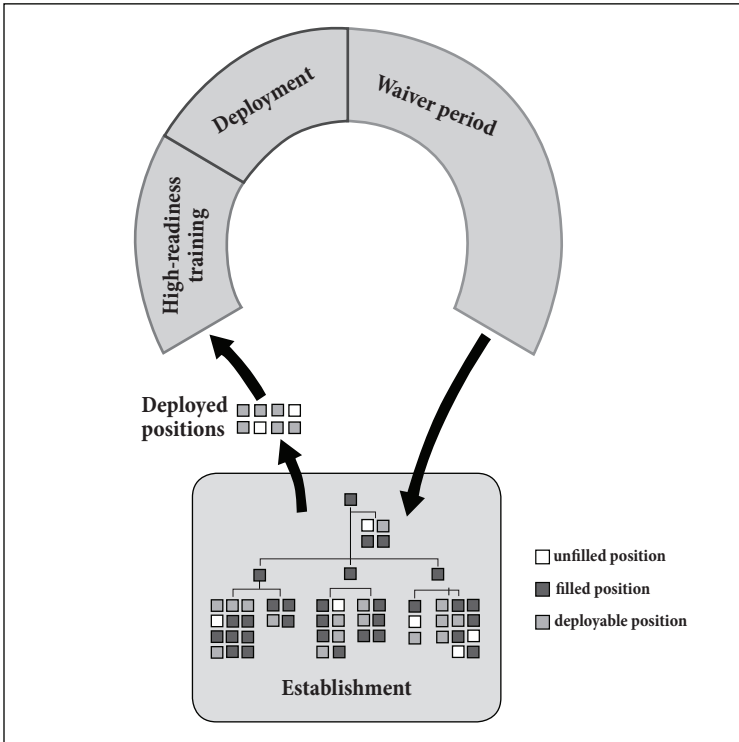 Deployment
Waiver period
High-readiness
training
Deployed
positions
unfilled position
filled position
deployable position
Establishment